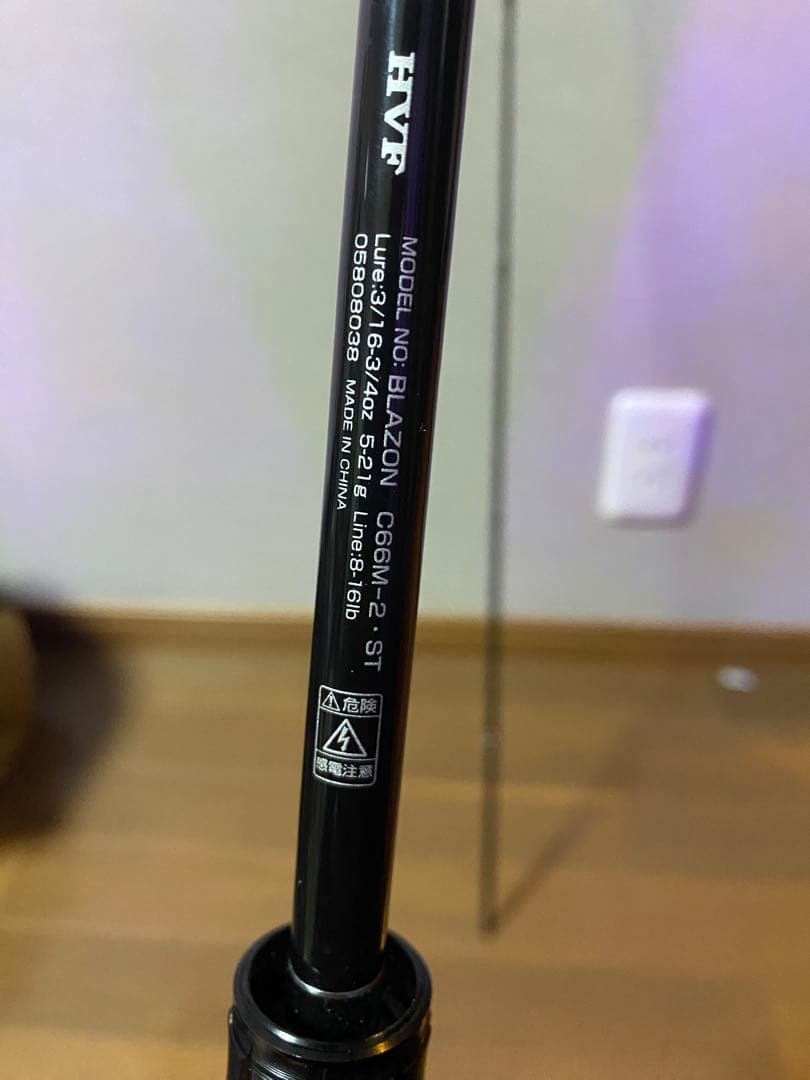 HVF
MODEL NO: BLAZON C66M-2・ST
Lure:3/16-3/4oz 5-21g Line:8-16lb
05808038 MADE IN CHINA
危険
感電注意